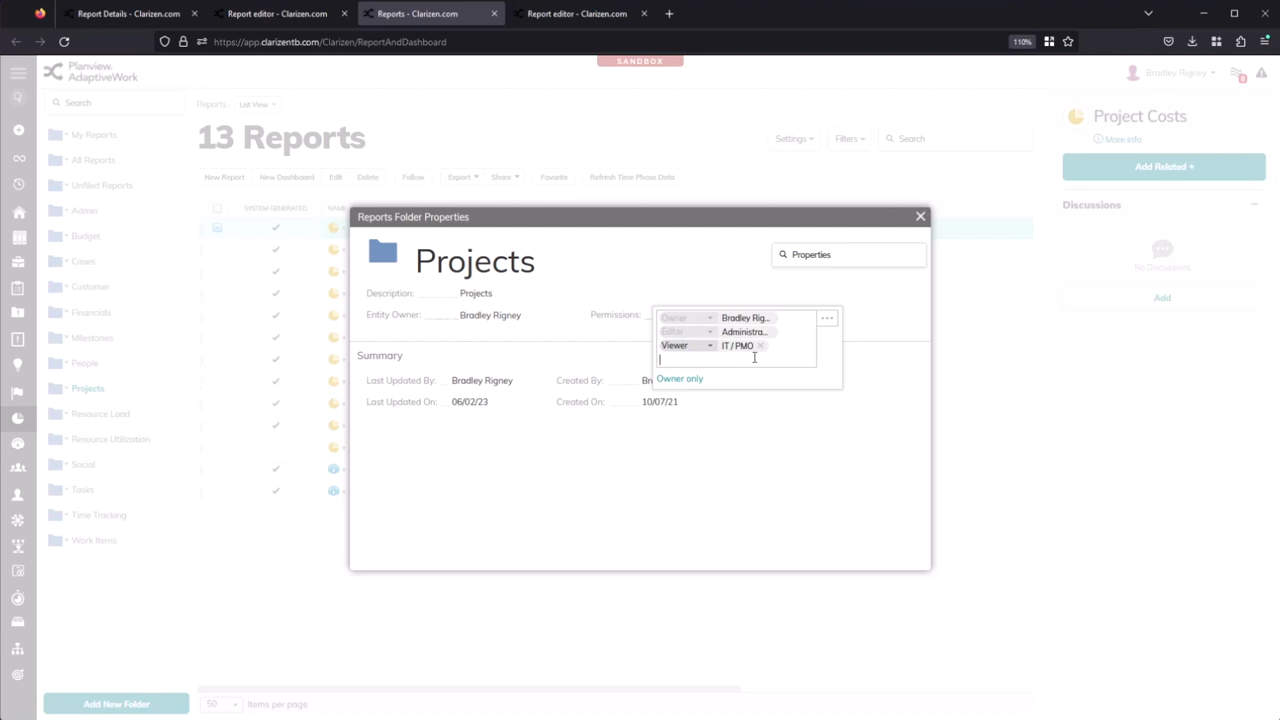 Report Details - Clarizen.com
Report editor - Clarizen.com
Reports - Clarizen.com
Report editor - Clarizen.com
https://app.clarizentb.com/Clarizen/ReportAndDashboard
110%
SANDBOX
Planview.
AdaptiveWork
Bradley Rigney
8
Search
My Reports
All Reports
Unfiled Reports
Admin
Budget
Cases
Customer
Financials
Milestones
People
Projects
Resource Load
Resource Utilization
Social
Tasks
Time Tracking
Work Items
Add New Folder
Reports
List View
13 Reports
Settings
Filters
Search
New Report
New Dashboard
Edit
Delete
Follow
Export
Share
Favorite
Refresh Time Phase Data
SYSTEM GENERATED
NAME
Reports Folder Properties
Projects
Properties
Description:
Projects
Entity Owner:
Bradley Rigney
Permissions:
Owner
Bradley Rig...
Editor
Administra...
Viewer
IT / PMO
Owner only
Summary
Last Updated By:
Bradley Rigney
Created By:
Br
Last Updated On:
06/02/23
Created On:
10/07/21
50
Items per page
Project Costs
More info
Add Related +
Discussions
No Discussions
Add